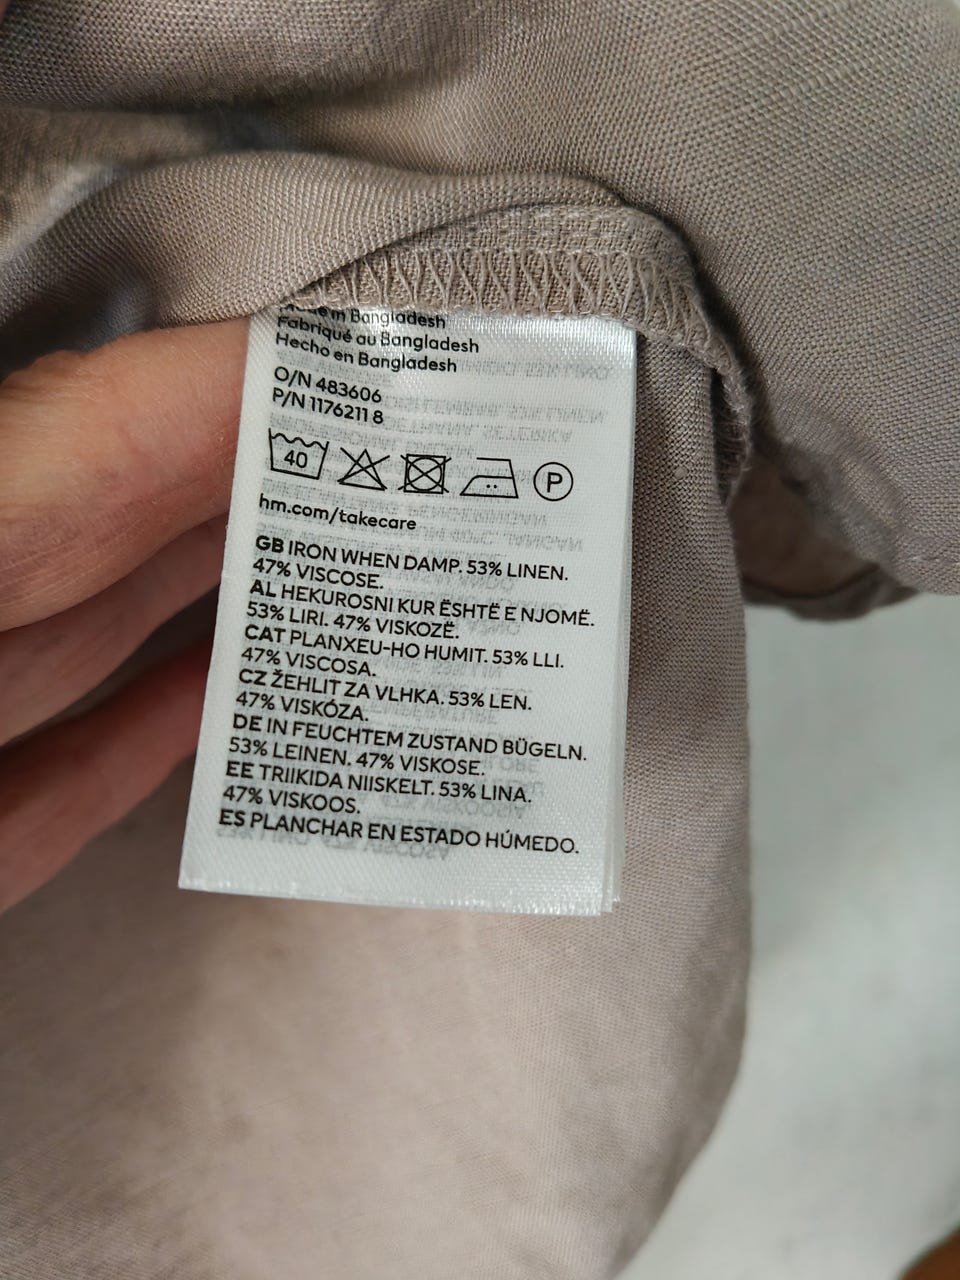 Made in Bangladesh
Fabriqué au Bangladesh
Hecho en Bangladesh
O/N 483606
P/N 1176211 8
40 P
hm.com/takecare
GB IRON WHEN DAMP. 53% LINEN.
47% VISCOSE.
AL HEKUROSNI KUR ËSHTË E NJOMË.
53% LIRI. 47% VISKOZË.
CAT PLANXEU-HO HUMIT. 53% LLI.
47% VISCOSA.
CZ ŽEHLIT ZA VLHKA. 53% LEN.
47% VISKÓZA.
DE IN FEUCHTEM ZUSTAND BÜGELN.
53% LEINEN. 47% VISKOSE.
EE TRIIKIDA NIISKELT. 53% LINA.
47% VISKOOS.
ES PLANCHAR EN ESTADO HÚMEDO.